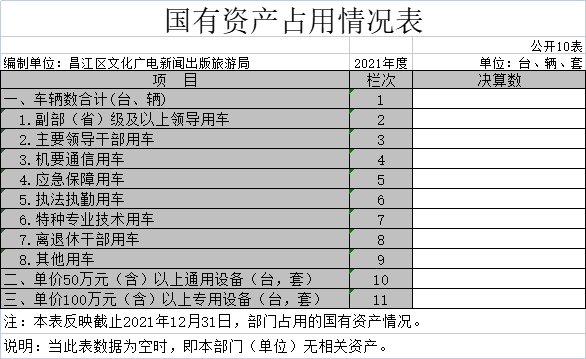 国有资产占用情况表
公开10表
编制单位：昌江区文化广电新闻出版旅游局 2021年度 单位：台、辆、套
项 目 栏次 决算数
一、车辆数合计(台、辆) 1
1.副部（省）级及以上领导用车 2
2.主要领导干部用车 3
3.机要通信用车 4
4.应急保障用车 5
5.执法执勤用车 6
6.特种专业技术用车 7
7.离退休干部用车 8
8.其他用车 9
二、单价50万元（含）以上通用设备（台，套） 10
三、单价100万元（含）以上专用设备（台，套） 11
注：本表反映截止2021年12月31日，部门占用的国有资产情况。
说明：当此表数据为空时，即本部门（单位）无相关资产。